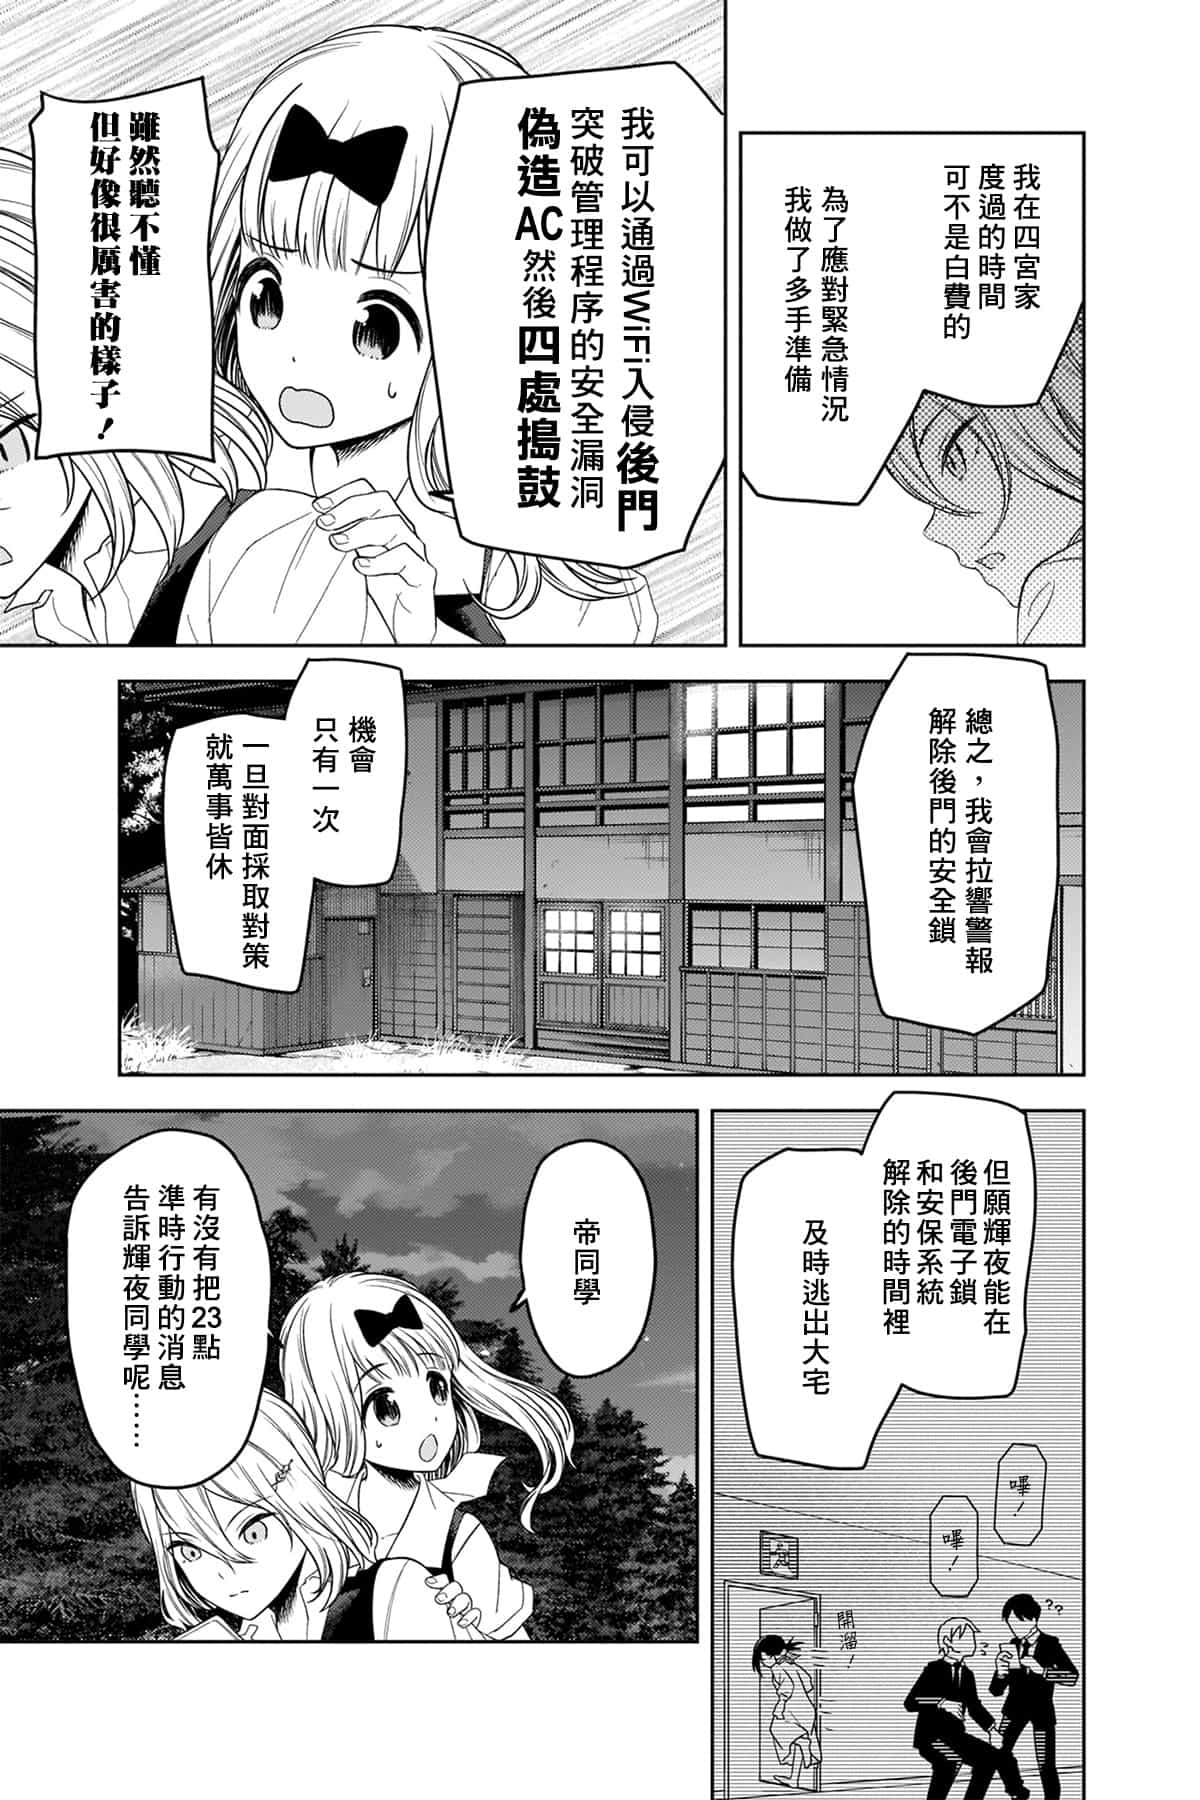 我在四宮家
度過的時間
可不是白費的
為了應對緊急情況
我做了多手準備
我可以通過WiFi入侵後門
突破管理程序的安全漏洞
偽造AC然後四處搗鼓
雖然聽不懂
但好像很厲害的樣子！
總之，我會拉響警報
解除後門的安全鎖
機會
只有一次
一旦對面採取對策
就萬事皆休
但願輝夜能在
後門電子鎖
和安保系統
解除的時間裡
及時逃出大宅
嗶！
嗶！
??
開溜！
帝同學
有沒有把23點
準時行動的消息
告訴輝夜同學呢……